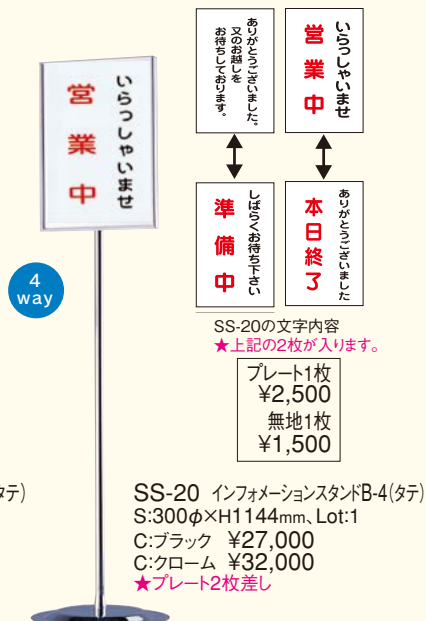 いらっしゃいませ
営業中
4
way
ありがとうございました。
又のお越しを
お待ちしております。
いらっしゃいませ
営業中
しばらくお待ち下さい
準備中
ありがとうございました
本日終了
SS-20の文字内容
★上記の2枚が入ります。
プレート1枚
¥2,500
無地1枚
¥1,500
タテ)
SS-20 インフォメーションスタンドB-4(タテ)
S:300φ×H1144mm、Lot:1
C:ブラック ¥27,000
C:クローム ¥32,000
★プレート2枚差し